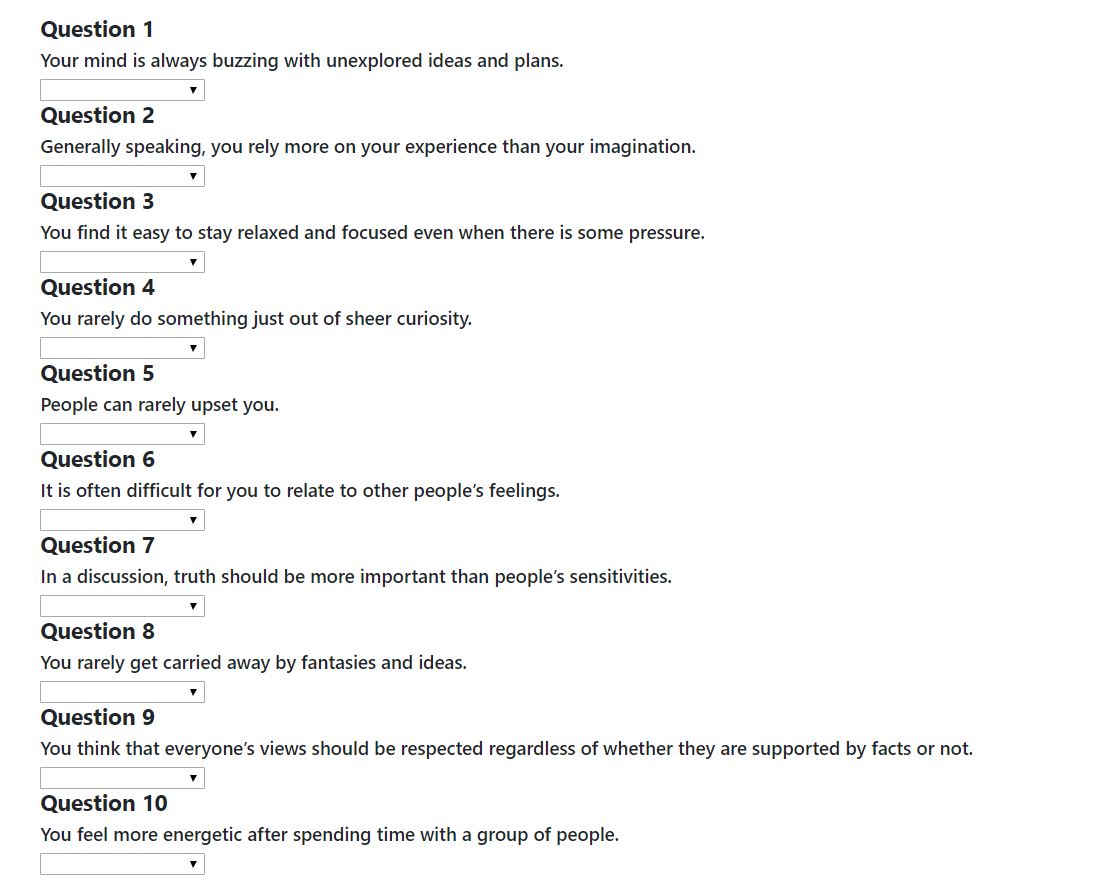 Question 1
Your mind is always buzzing with unexplored ideas and plans.
Question 2
Generally speaking, you rely more on your experience than your imagination.
Question 3
You find it easy to stay relaxed and focused even when there is some pressure.
Question 4
You rarely do something just out of sheer curiosity.
Question 5
People can rarely upset you.
Question 6
It is often difficult for you to relate to other people’s feelings.
Question 7
In a discussion, truth should be more important than people’s sensitivities.
Question 8
You rarely get carried away by fantasies and ideas.
Question 9
You think that everyone’s views should be respected regardless of whether they are supported by facts or not.
Question 10
You feel more energetic after spending time with a group of people.